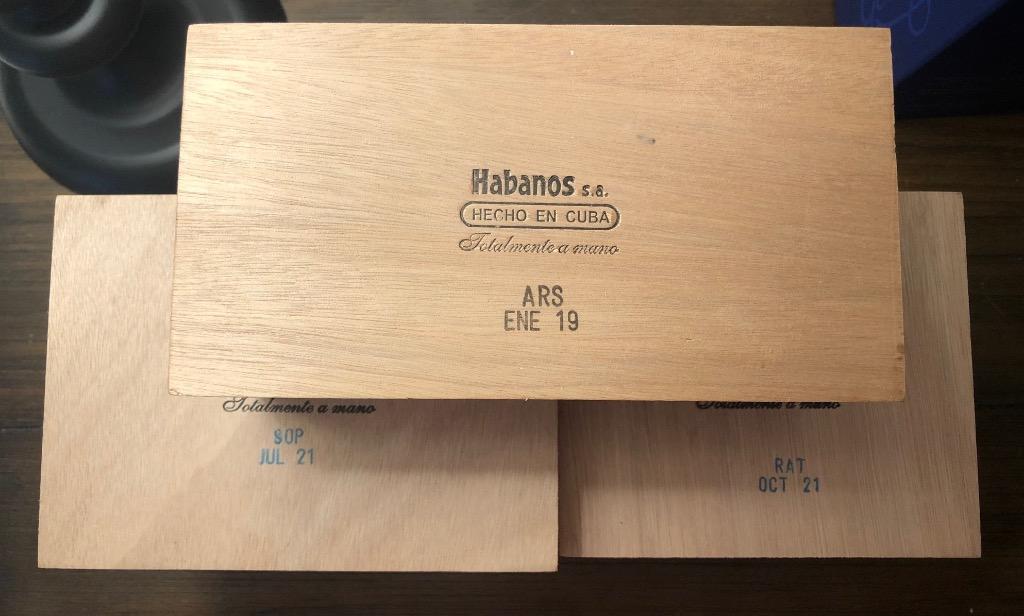 Habanos s.a.
HECHO EN CUBA
Totalmente a mano
ARS
ENE 19
Totalmente a mano
SOP
JUL 21
Totalmente a mano
RAT
OCT 21